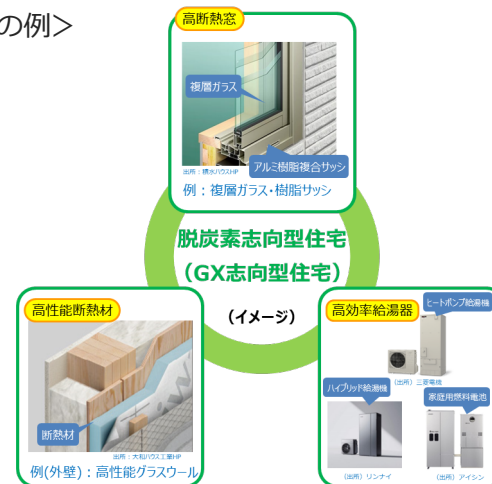 の例＞
高断熱窓
複層ガラス
アルミ樹脂複合サッシ
出所：積水ハウスHP
例：複層ガラス・樹脂サッシ
脱炭素志向型住宅
（GX志向型住宅）
（イメージ）
高性能断熱材
断熱材
出所：大和ハウス工業HP
例(外壁)：高性能グラスウール
高効率給湯器
ヒートポンプ給湯機
（出所）三菱電機
ハイブリッド給湯機
家庭用燃料電池
（出所）リンナイ
（出所）アイシン